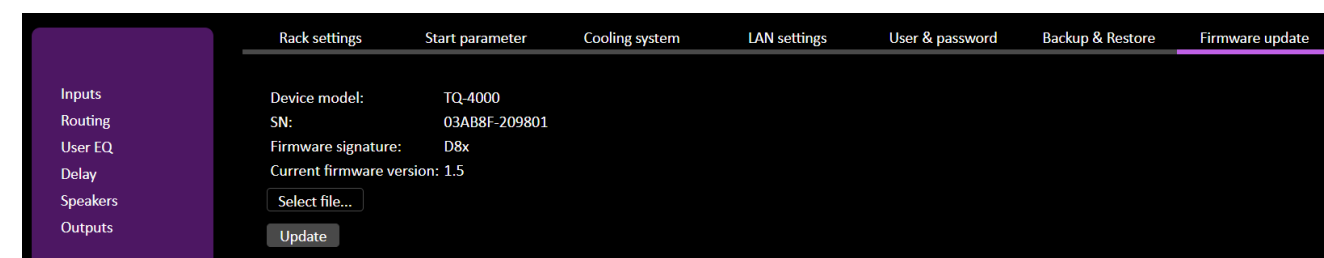 Rack settings Start parameter Cooling system LAN settings User & password Backup & Restore Firmware update
Inputs
Routing
User EQ
Delay
Speakers
Outputs
Device model: TQ-4000
SN: 03AB8F-209801
Firmware signature: D8x
Current firmware version: 1.5
Select file...
Update